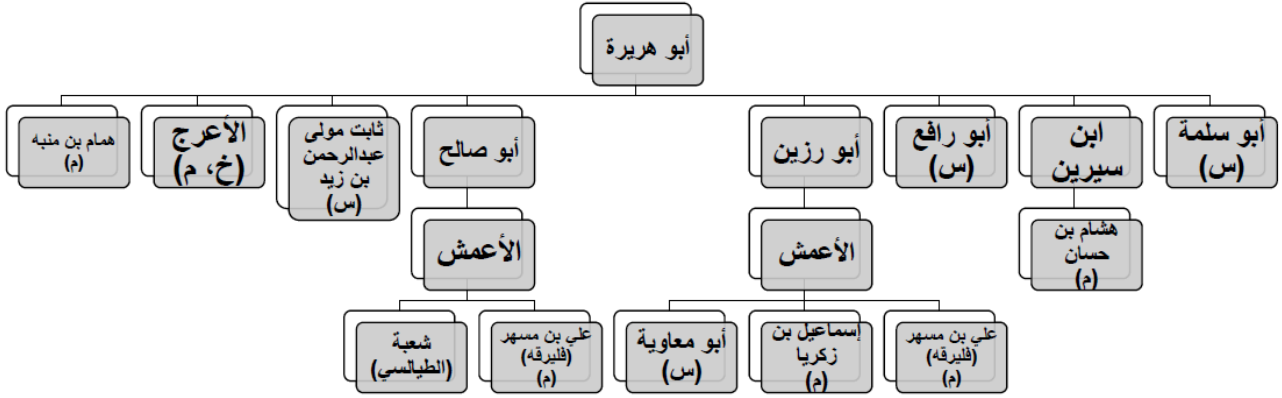 أبو هريرة
أبو سلمة
(س)
ابن
سيرين
أبو رافع
(س)
أبو رزين
أبو صالح
ثابت مولى
عبدالرحمن
بن زيد
(س)
الأعرج
(خ، م)
همام بن منبه
(م)
هشام بن
حسان
(م)
الأعمش
الأعمش
علي بن مسهر
(فليرقه)
(م)
إسماعيل بن
زكريا
(م)
أبو معاوية
(س)
علي بن مسهر
(فليرقه)
(م)
شعبة
(الطيالسي)